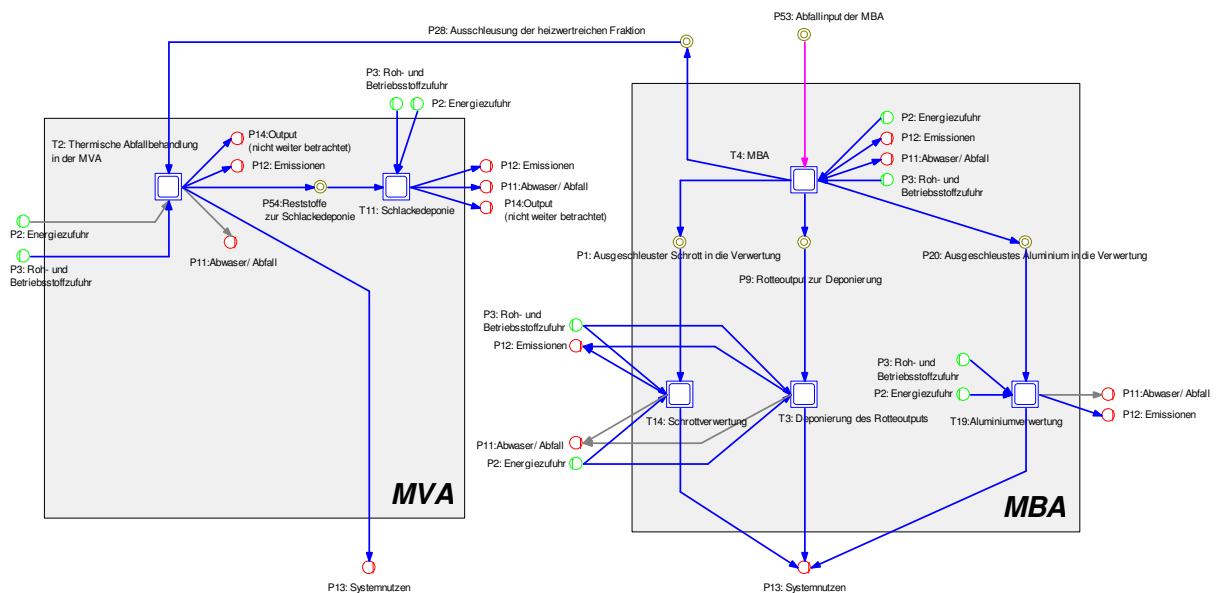 P53: Abfallinput der MBA
P28: Ausschleusung der heizwertreichen Fraktion
P3: Roh- und
Betriebsstoffzufuhr
P2: Energiezufuhr
T2: Thermische Abfallbehandlung
in der MVA
P14:Output
(nicht weiter betrachtet)
P12: Emissionen
P54:Reststoffe
zur Schlackedeponie
T11: Schlackedeponie
P12: Emissionen
P11:Abwaser/ Abfall
P14:Output
(nicht weiter betrachtet)
P2: Energiezufuhr
P3: Roh- und
Betriebsstoffzufuhr
P11:Abwaser/ Abfall
MVA
P13: Systemnutzen
T4: MBA
P2: Energiezufuhr
P12: Emissionen
P11:Abwaser/ Abfall
P3: Roh- und
Betriebsstoffzufuhr
P1: Ausgeschleuster Schrott in die Verwertung
P9: Rotteoutput zur Deponierung
P20: Ausgeschleustes Aluminium in die Verwertung
P3: Roh- und
Betriebsstoffzufuhr
P12: Emissionen
P11:Abwaser/ Abfall
P2: Energiezufuhr
T14: Schrottverwertung
T3: Deponierung des Rotteoutputs
P3: Roh- und
Betriebsstoffzufuhr
P2: Energiezufuhr
T19:Aluminiumverwertung
P11:Abwaser/ Abfall
P12: Emissionen
MBA
P13: Systemnutzen